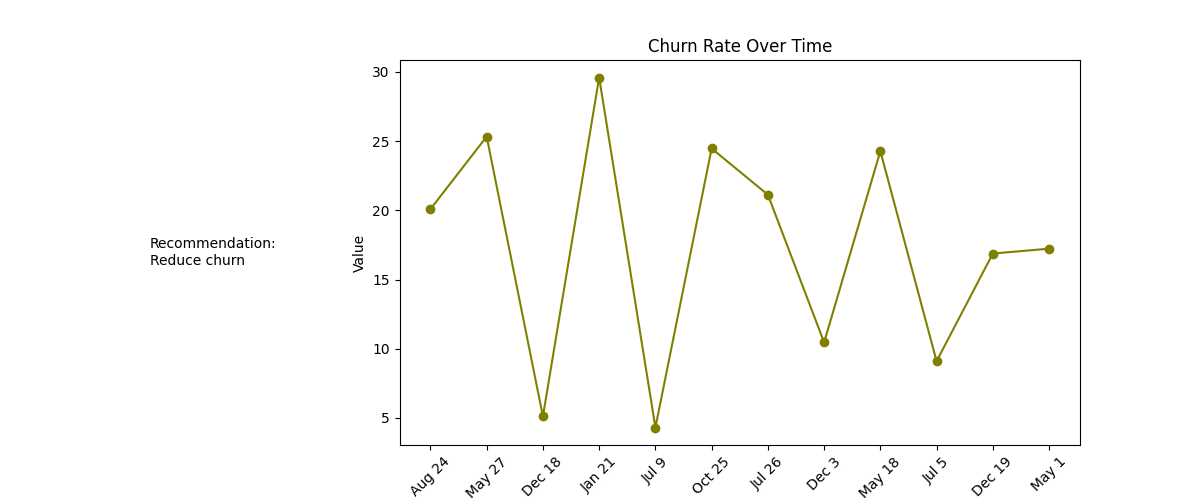 Churn Rate Over Time
Recommendation:
Reduce churn
Value
30
25
20
15
10
5
Aug 24
May 27
Dec 18
Jan 21
Jul 9
Oct 25
Jul 26
Dec 3
May 18
Jul 5
Dec 19
May 1